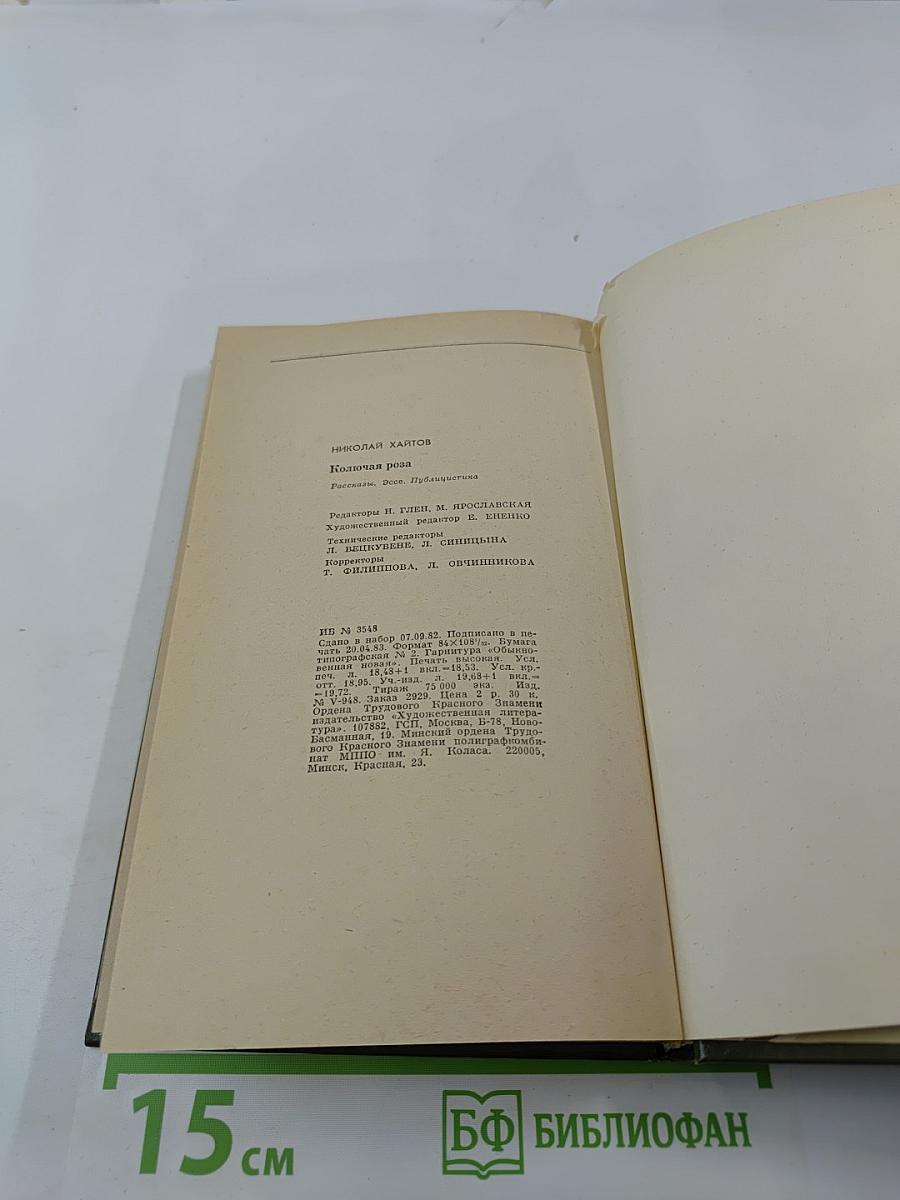 НИКОЛАЙ ХАЙТОВ
Колючая роза
Рассказы. Эссе. Публицистика
Редакторы Н. ГЛЕН, М. ЯРОСЛАВСКАЯ
Художественный редактор Е. ЕНЕНКО
Технические редакторы
Л. ВЕЦКУВЕНЕ, Л. СИНИЦЫНА
Корректоры
Т. ФИЛИППОВА, Л. ОВЧИННИКОВА
ИБ № 3548
Сдано в набор 07.09.82. Подписано в пе-
чать 20.04.83. Формат 84×108¹/₃₂. Бумага
типографская № 2. Гарнитура «Обыкно-
венная новая». Печать высокая. Усл.
печ. л. 18,48+1 вкл.=18,53. Усл. кр.-
отт. 18,95. Уч.-изд. л. 19,68+1 вкл.=
=19,72. Тираж 75 000 экз. Изд.
№ V-948. Заказ 2929. Цена 2 р. 30 к.
Ордена Трудового Красного Знамени
издательство «Художественная литера-
тура». 107882, ГСП, Москва, Б-78, Ново-
Басманная, 19. Минский ордена Трудо-
вого Красного Знамени полиграфкомби-
нат МППО им. Я. Коласа. 220005,
Минск, Красная, 23.
15 см
БФ БИБЛИОФАН